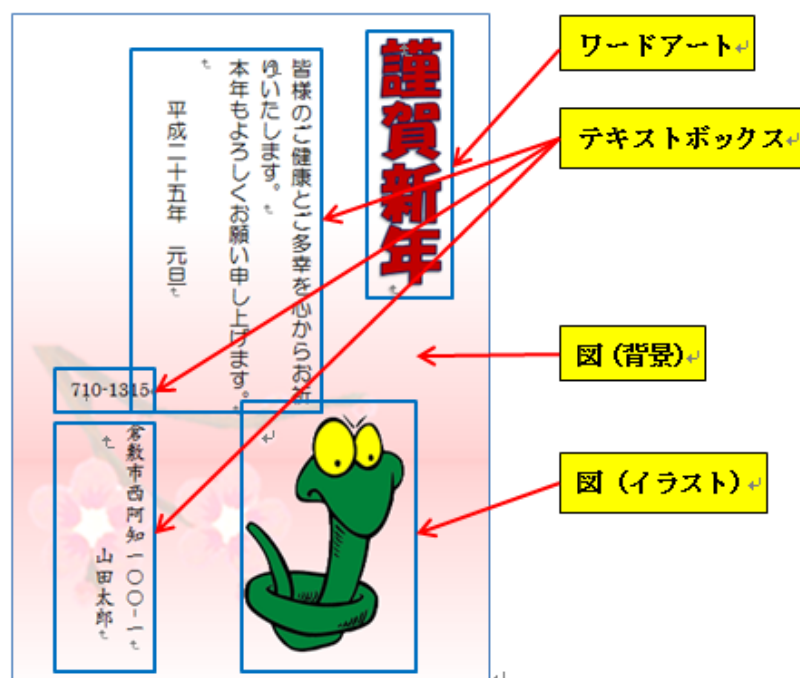 謹賀新年
皆様のご健康とご多幸を心からお祈
ゆいたします。
本年もよろしくお願い申し上げます。
平成二十五年　元旦
710-1315
倉敷市西阿知一〇〇-一
山田太郎
ワードアート
テキストボックス
図（背景）
図（イラスト）